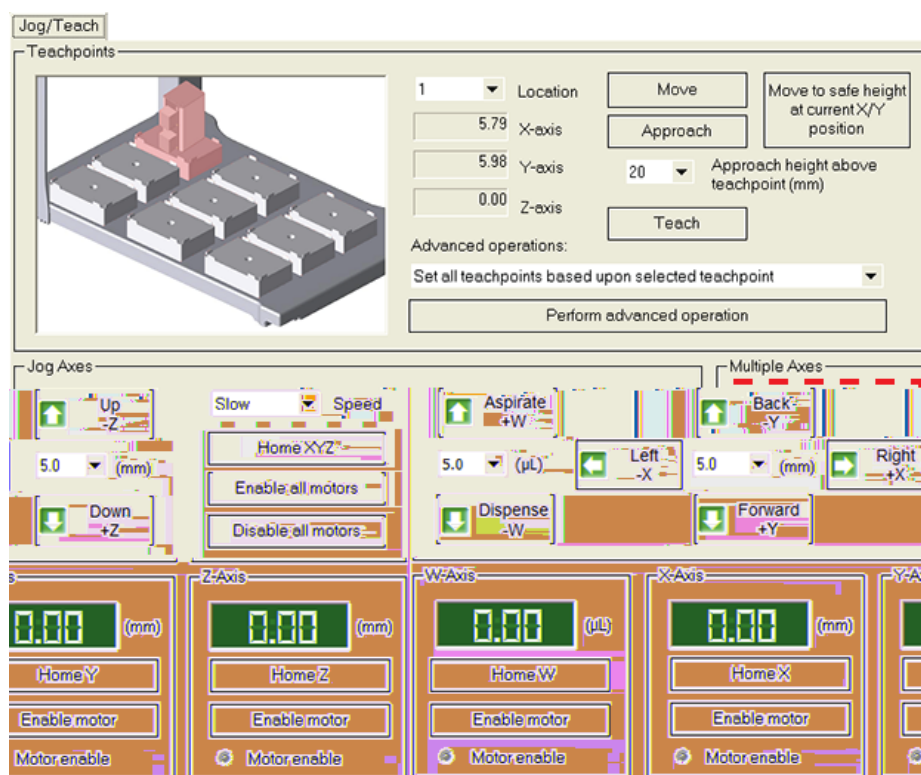 Jog/Teach
Teachpoints
1 Location
5.79 X-axis
5.98 Y-axis
0.00 Z-axis
Move
Approach
Move to safe height
at current X/Y
position
20 Approach height above
teachpoint (mm)
Teach
Advanced operations:
Set all teachpoints based upon selected teachpoint
Perform advanced operation
Jog Axes
Multiple Axes
Up
-Z
Slow Speed
Aspirate
+W
Back
-Y
Home XYZ
5.0 (mm)
5.0 (µL)
Left
-X
5.0 (mm)
Right
+X
Enable all motors
Down
+Z
Disable all motors
Dispense
-W
Forward
+Y
Z-Axis
W-Axis
X-Axis
0.00 (mm)
0.00 (mm)
0.00 (µL)
0.00 (mm)
Home Y
Home Z
Home W
Home X
Enable motor
Enable motor
Enable motor
Enable motor
Motor enable
Motor enable
Motor enable
Motor enable